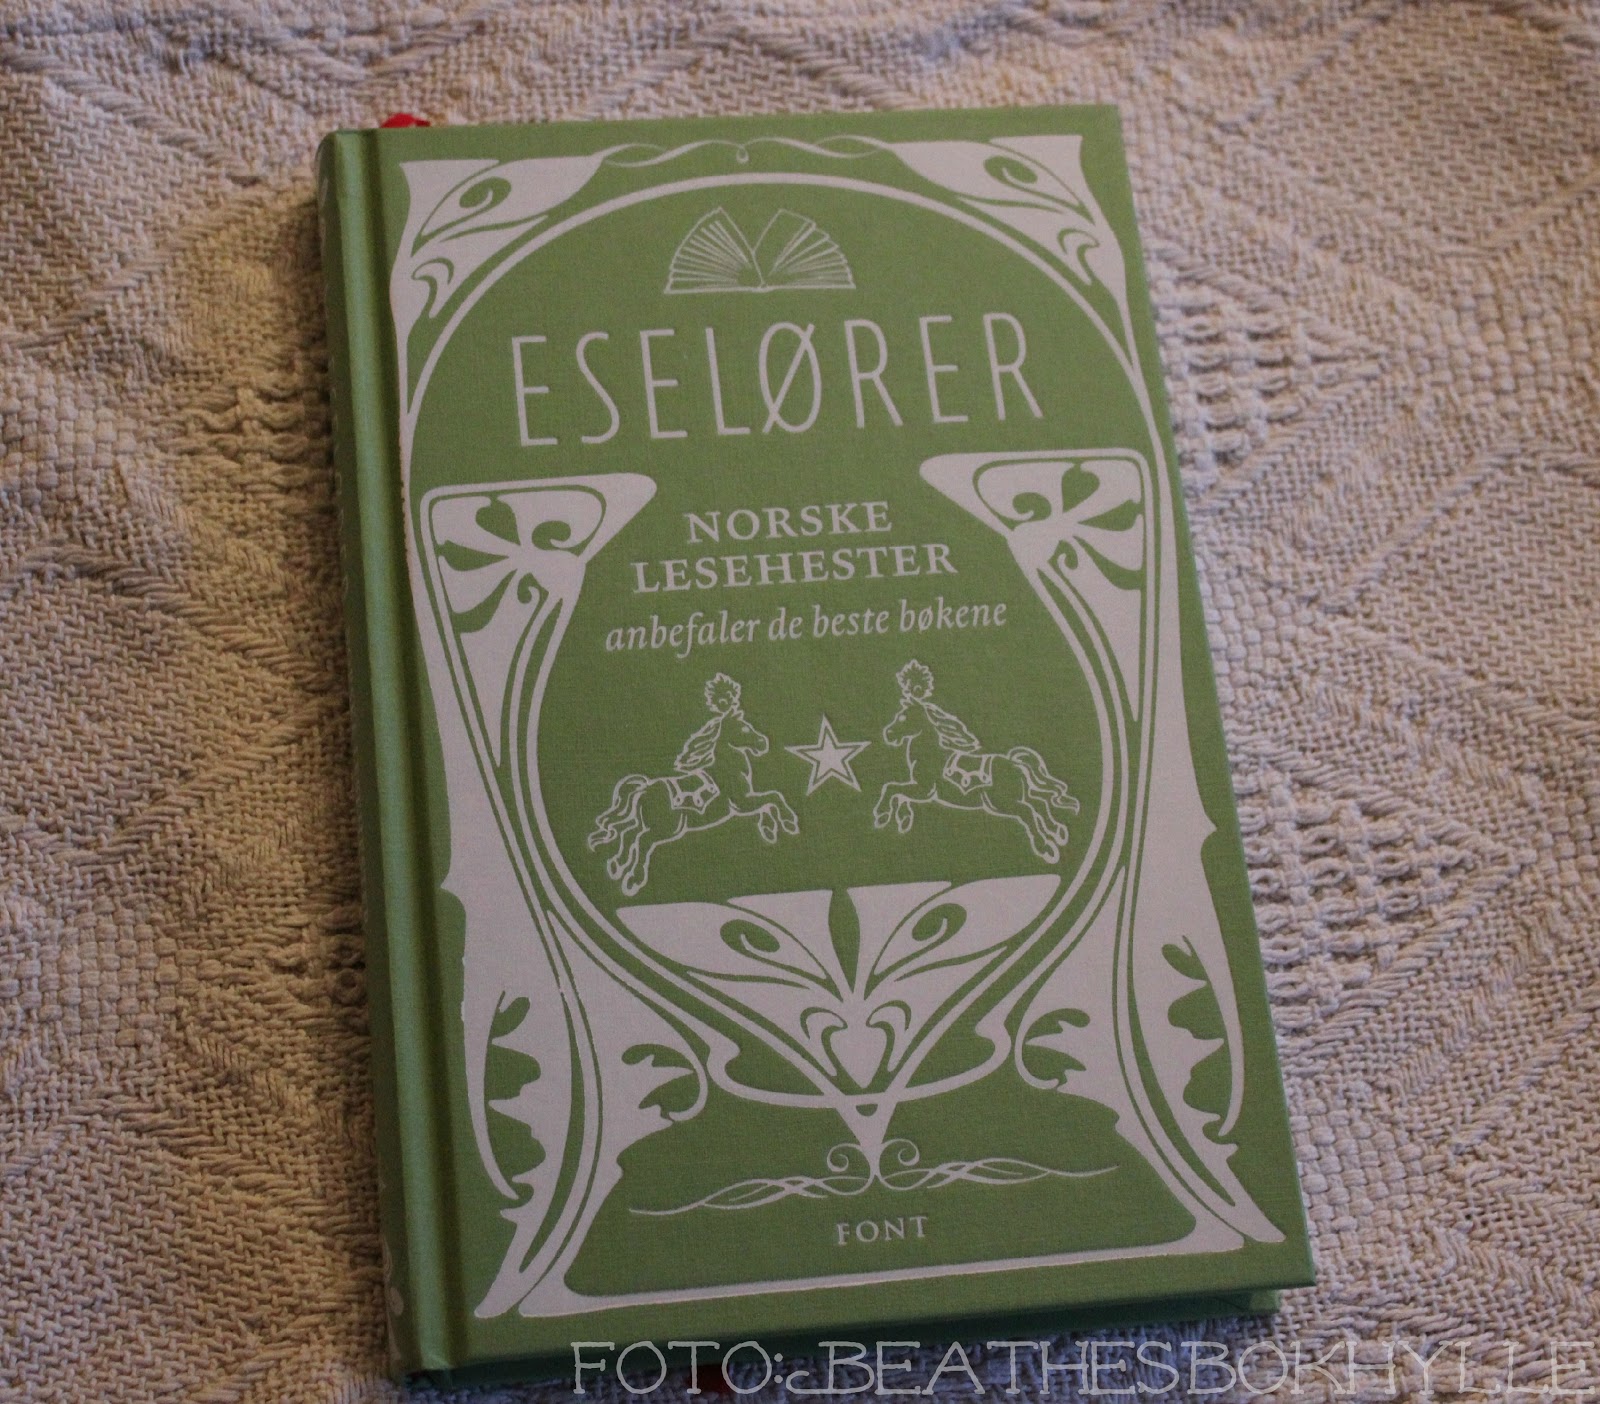 ESELØRER
NORSKE
LESEHESTER
anbefaler de beste bøkene
FONT
FOTO: BEATHESBOKHYLLE